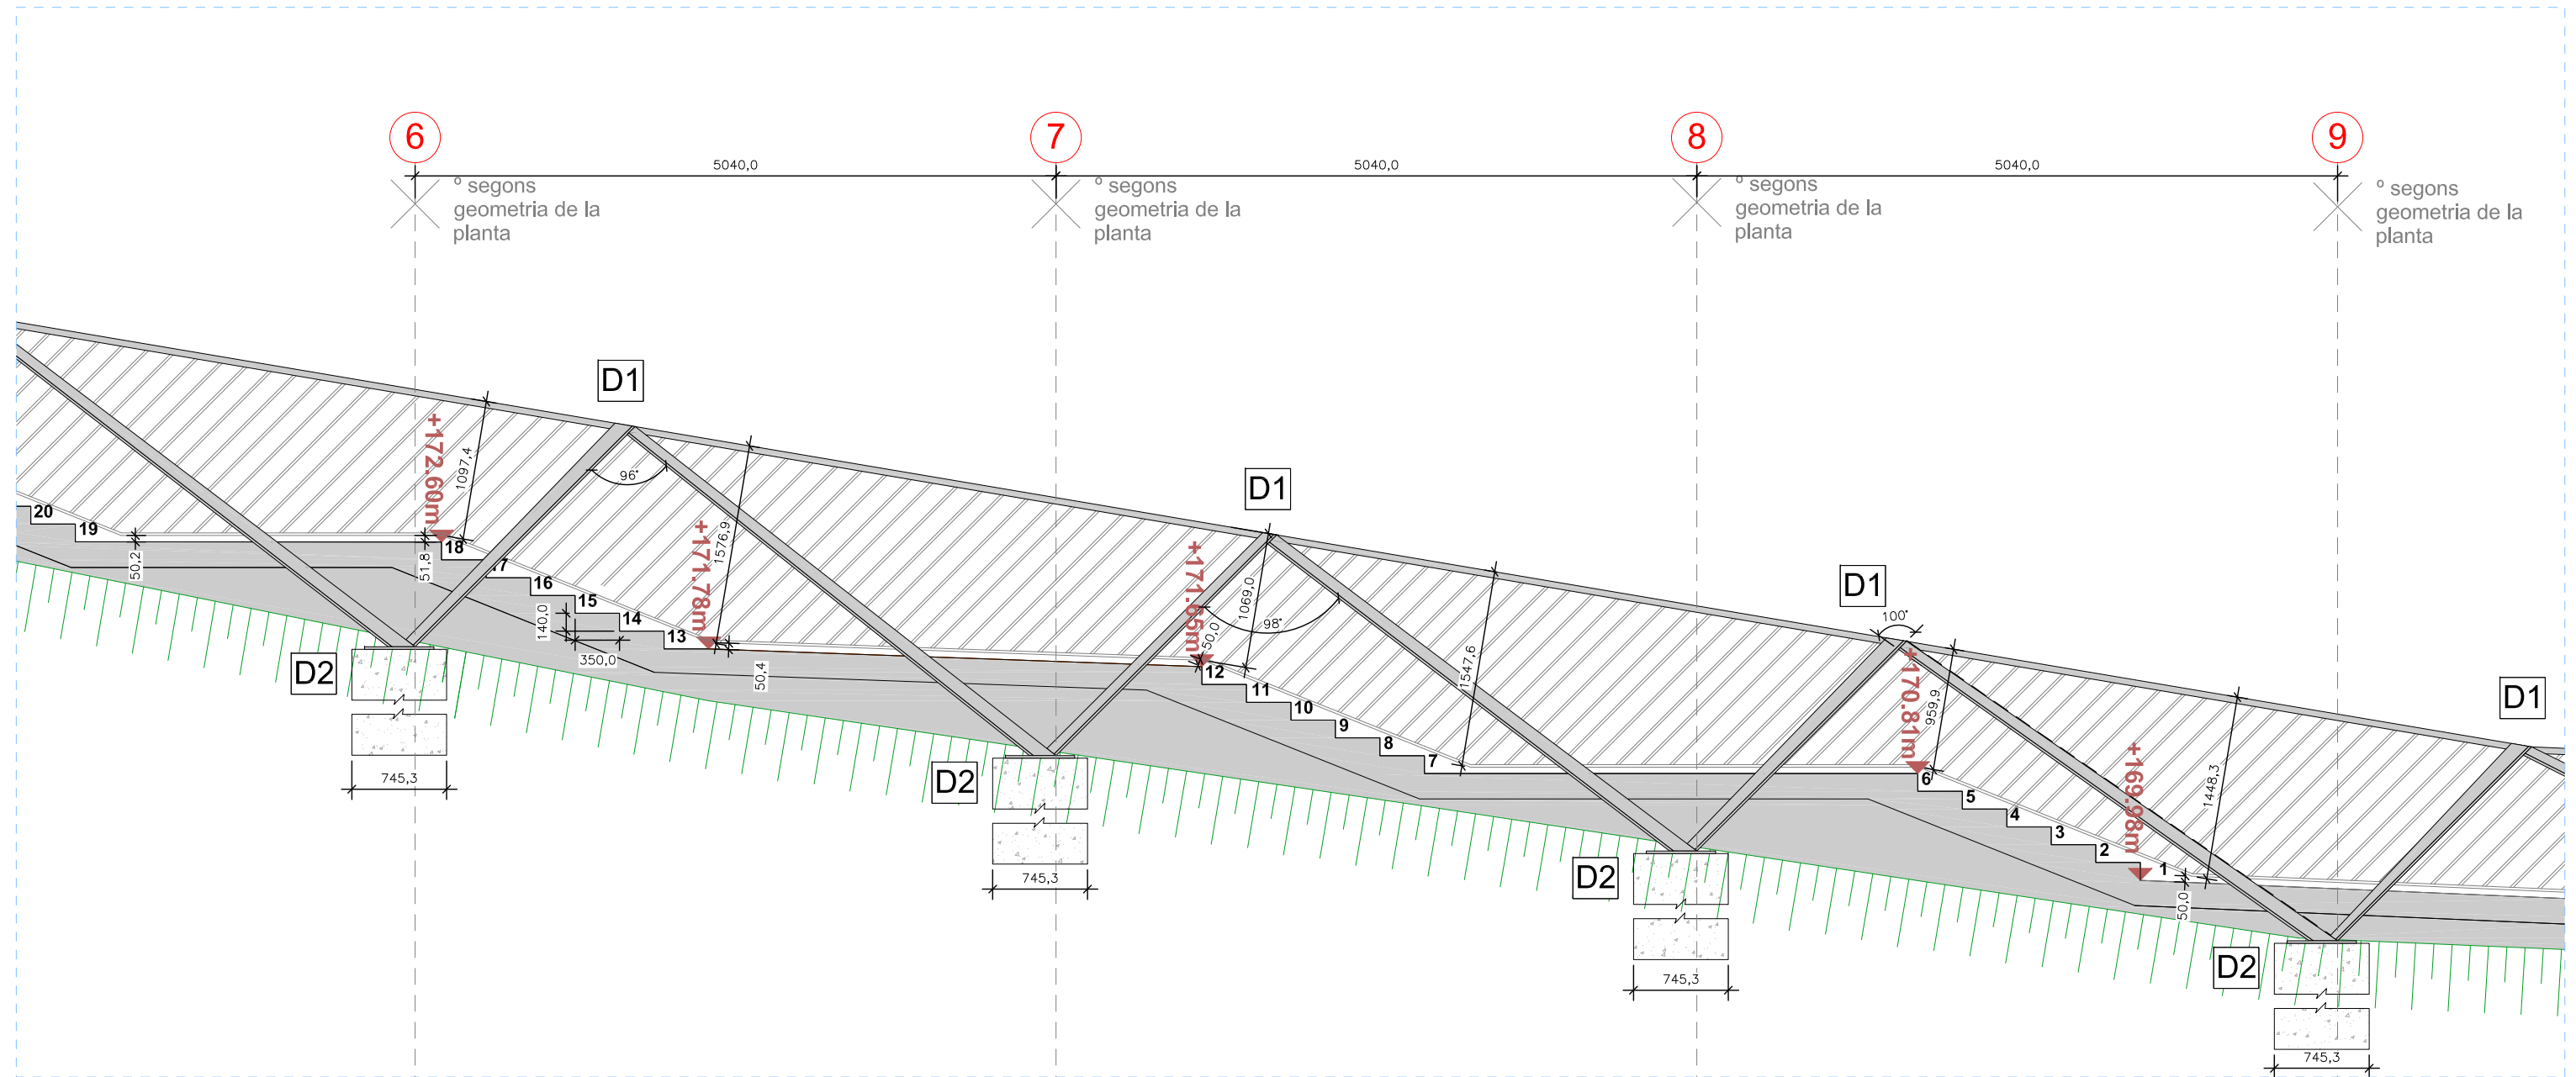 6
7
8
9
5040,0
5040,0
5040,0
º segons
geometria de la
planta
º segons
geometria de la
planta
º segons
geometria de la
planta
º segons
geometria de la
planta
D1
D1
D1
D1
+172.60m
1097,4
96°
+171.78m
1576,9
+171.65m
1069,0
50,0
98°
1547,6
100°
+170.81m
959,9
+169.98m
1448,3
20
19
18
17
16
15
14
13
12
11
10
9
8
7
6
5
4
3
2
1
50,2
51,8
140,0
350,0
50,4
50,0
D2
D2
D2
D2
745,3
745,3
745,3
745,3